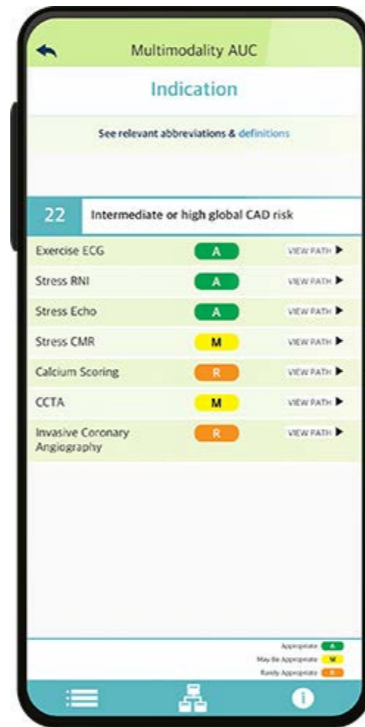 Multimodality AUC
Indication
See relevant abbreviations & definitions
22 Intermediate or high global CAD risk
Exercise ECG A VIEW PATH
Stress RNI A VIEW PATH
Stress Echo A VIEW PATH
Stress CMR M VIEW PATH
Calcium Scoring R VIEW PATH
CCTA M VIEW PATH
Invasive Coronary
Angiography R VIEW PATH
Appropriate A
May Be Appropriate M
Rarely Appropriate R